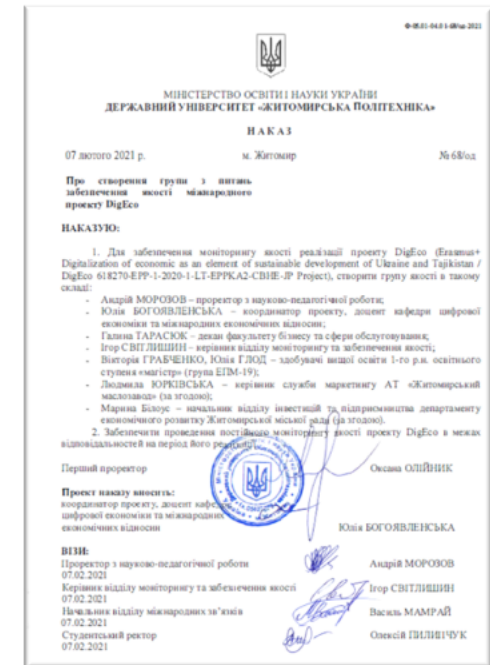 Ф-05.01-04.01-68/од-2021
МІНІСТЕРСТВО ОСВІТИ І НАУКИ УКРАЇНИ
ДЕРЖАВНИЙ УНІВЕРСИТЕТ «ЖИТОМИРСЬКА ПОЛІТЕХНІКА»
НАКАЗ
07 лютого 2021 р. м. Житомир № 68/од
Про створення групи з питань
забезпечення якості міжнародного
проекту DigEco
НАКАЗУЮ:
1. Для забезпечення моніторингу якості реалізації проекту DigEco (Erasmus+
Digitalization of economic as an element of sustainable development of Ukraine and Tajikistan /
DigEco 618270-EPP-1-2020-1-LT-EPPKA2-CBHE-JP Project), створити групу якості в такому
складі:
- Андрій МОРОЗОВ – проректор з науково-педагогічної роботи;
- Юлія БОГОЯВЛЕНСЬКА – координатор проекту, доцент кафедри цифрової
економіки та міжнародних економічних відносин;
- Галина ТАРАСЮК – декан факультету бізнесу та сфери обслуговування;
- Ігор СВІТЛИШИН – керівник відділу моніторингу та забезпечення якості;
- Вікторія ГРАБЧЕНКО, Юлія ГЛОД – здобувачі вищої освіти 1-го р.н. освітнього
ступеня «магістр» (група ЕПМ-19);
- Людмила ЮРКІВСЬКА – керівник служби маркетингу АТ «Житомирський
маслозавод» (за згодою);
- Марина Білоус – начальник відділу інвестицій та підприємництва департаменту
економічного розвитку Житомирської міської ради (за згодою).
2. Забезпечити проведення постійного моніторингу якості проекту DigEco в межах
відповідальностей на період його
Перший проректор Оксана ОЛІЙНИК
Проект наказу вносить:
координатор проекту, доцент кафедри
цифрової економіки та міжнародних
економічних відносин Юлія БОГОЯВЛЕНСЬКА
ВІЗИ:
Проректор з науково-педагогічної роботи Андрій МОРОЗОВ
07.02.2021
Керівник відділу моніторингу та забезпечення якості Ігор СВІТЛИШИН
07.02.2021
Начальник відділу міжнародних зв'язків Василь МАМРАЙ
07.02.2021
Студентський ректор Олексій ПИЛИПЧУК
07.02.2021